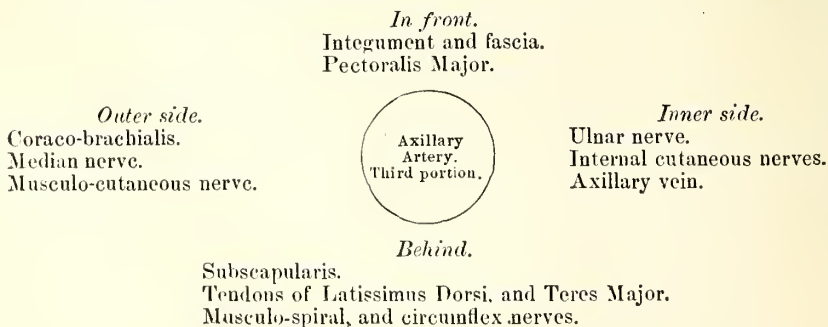 In front.
Integument and fascia.
Pectoralis Major.
Outer side.
Coraco-brachialis.
Median nerve.
Musculo-cutaneous nerve.
Axillary
Artery.
Third portion.
Inner side.
Ulnar nerve.
Internal cutaneous nerves.
Axillary vein.
Behind.
Subscapularis.
Tendons of Latissimus Dorsi, and Teres Major.
Musculo-spiral, and circumflex nerves.